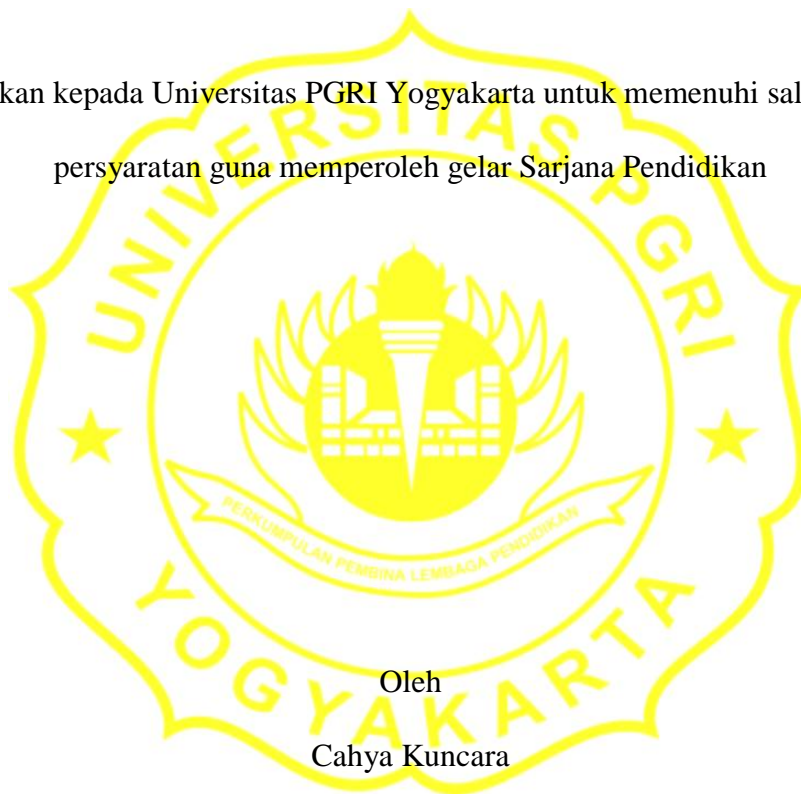 kan kepada Universitas PGRI Yogyakarta untuk memenuhi sal
persyaratan guna memperoleh gelar Sarjana Pendidikan
UNIVERSITAS PGRI
PERKUMPULAN PEMBINA LEMBAGA PENDIDIKAN
YOGYAKARTA
Oleh
Cahya Kuncara